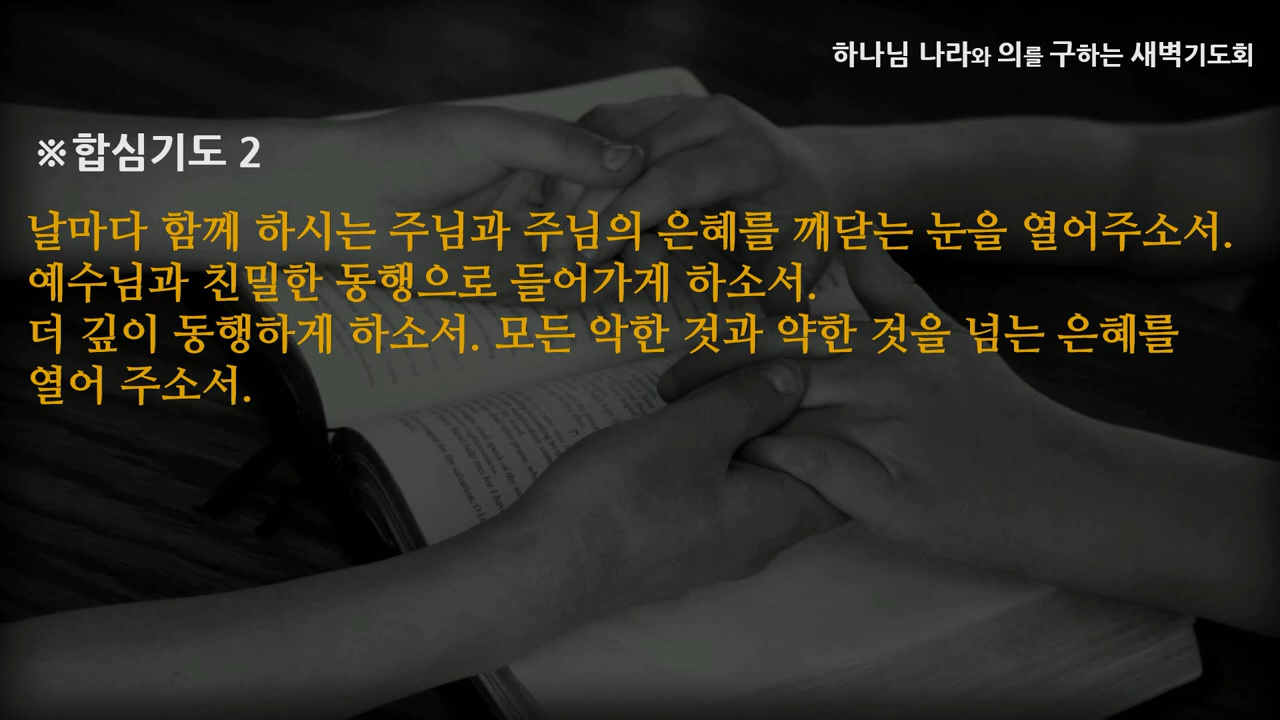 하나님 나라와 의를 구하는 새벽기도회
※합심기도 2
날마다 함께 하시는 주님과 주님의 은혜를 깨닫는 눈을 열어주소서.
예수님과 친밀한 동행으로 들어가게 하소서.
더 깊이 동행하게 하소서. 모든 악한 것과 약한 것을 넘는 은혜를
열어 주소서.